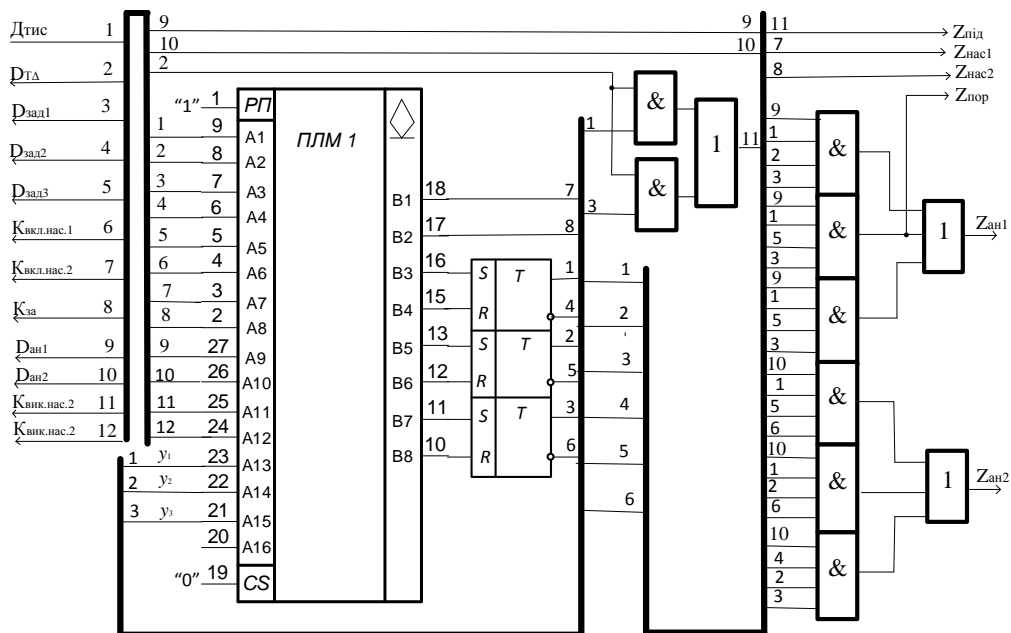 Дтис 1
DТΔ 2
Dзад1 3
Dзад2 4
Dзад3 5
Kвкл.нас.1 6
Kвкл.нас.2 7
Kза 8
Dан1 9
Dан2 10
Kвик.нас.2 11
Kвик.нас.2 12
9 9 11 Zпід
10 10 7 Zнас1
2 8 Zнас2
Zпор
"1" 1 РП
ПЛМ 1
1 9 A1
2 8 A2
3 7 A3
4 6 A4
5 5 A5
6 4 A6
7 3 A7
8 2 A8
9 27 A9
10 26 A10
11 25 A11
12 24 A12
1 y1 23 A13
2 y2 22 A14
3 y3 21 A15
20 A16
"0" 19 CS
B1 18 7
B2 17 8
B3 16 S T 1
B4 15 R 4
B5 13 S T 2
B6 12 R 5
B7 11 S T 3
B8 10 R 6
1 &
3 &
1 11
1
2
3
4
5
6
9 1 2 3 &
9 1 5 3 &
9 1 5 3 &
1 Zан1
10 1 5 6 &
10 1 2 6 &
10 4 2 3 &
1 Zан2